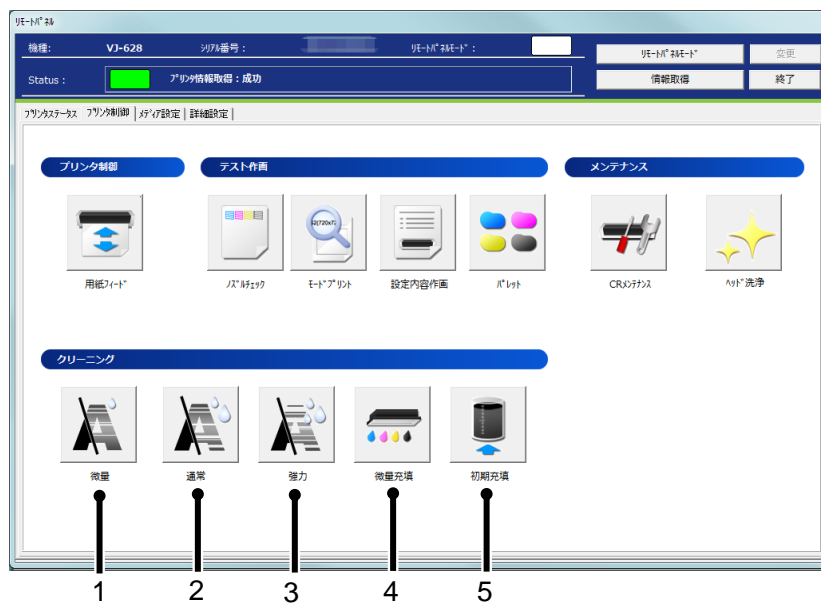 リモートパネル
機種: VJ-628 シリアル番号: リモートパネルモード: リモートパネルモード 変更
Status : プリンタ情報取得:成功 情報取得 終了
プリンタステータス プリンタ制御 メディア設定 詳細設定
プリンタ制御 テスト作画 メンテナンス
用紙フィード ノズルチェック モードプリント 設定内容作画 パレット CRメンテナンス ヘッド洗浄
クリーニング
微量 通常 強力 微量充填 初期充填
1 2 3 4 5